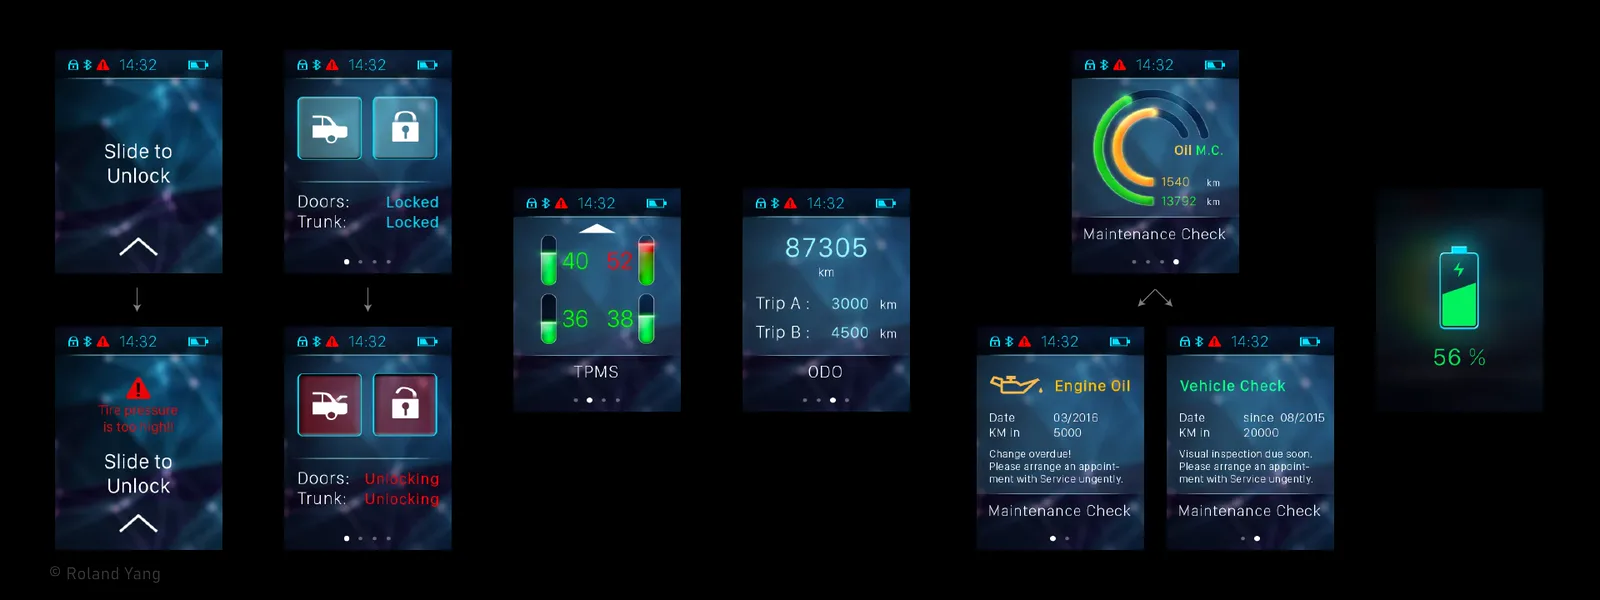 14:32
Slide to
Unlock
14:32
Tire pressure
is too high!!
Slide to
Unlock
14:32
Doors: Locked
Trunk: Locked
14:32
Doors: Unlocking
Trunk: Unlocking
14:32
40 52
36 38
TPMS
14:32
87305
km
Trip A : 3000 km
Trip B : 4500 km
ODO
14:32
Oil M.C.
1540 km
13792 km
Maintenance Check
14:32
Engine Oil
Date 03/2016
KM in 5000
Change overdue!
Please arrange an appoint-
ment with Service urgently.
Maintenance Check
14:32
Vehicle Check
Date since 08/2015
KM in 20000
Visual inspection due soon.
Please arrange an appoint-
ment with Service urgently.
Maintenance Check
56 %
© Roland Yang